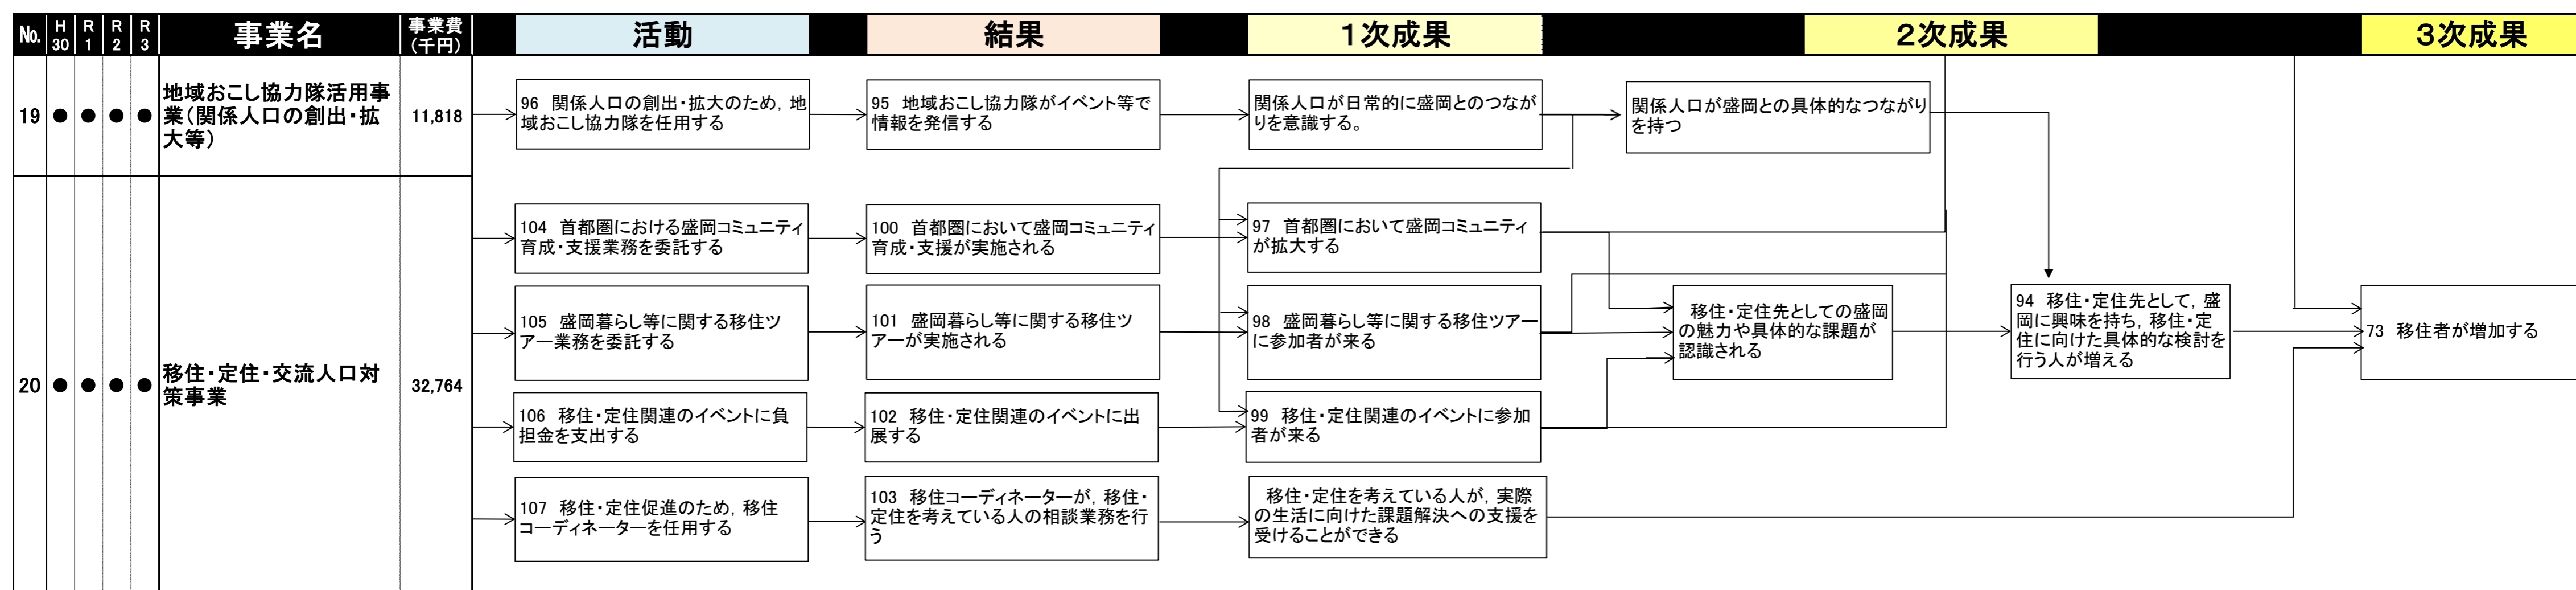 No.
H
30
R
1
R
2
R
3
事業名
事業費
(千円)
活動
結果
1次成果
2次成果
3次成果
19
●
●
●
●
地域おこし協力隊活用事
業(関係人口の創出・拡
大等)
11,818
96 関係人口の創出・拡大のため，地
域おこし協力隊を任用する
95 地域おこし協力隊がイベント等で
情報を発信する
関係人口が日常的に盛岡とのつなが
りを意識する。
関係人口が盛岡との具体的なつながり
を持つ
20
●
●
●
●
移住・定住・交流人口対
策事業
32,764
104 首都圏における盛岡コミュニティ
育成・支援業務を委託する
100 首都圏において盛岡コミュニティ
育成・支援が実施される
97 首都圏において盛岡コミュニティ
が拡大する
105 盛岡暮らし等に関する移住ツ
アー業務を委託する
101 盛岡暮らし等に関する移住ツ
アーが実施される
98 盛岡暮らし等に関する移住ツアー
に参加者が来る
移住・定住先としての盛岡
の魅力や具体的な課題が
認識される
94 移住・定住先として，盛
岡に興味を持ち，移住・定
住に向けた具体的な検討を
行う人が増える
73 移住者が増加する
106 移住・定住関連のイベントに負
担金を支出する
102 移住・定住関連のイベントに出
展する
99 移住・定住関連のイベントに参加
者が来る
107 移住・定住促進のため，移住
コーディネーターを任用する
103 移住コーディネーターが，移住・
定住を考えている人の相談業務を行
う
移住・定住を考えている人が，実際
の生活に向けた課題解決への支援を
受けることができる